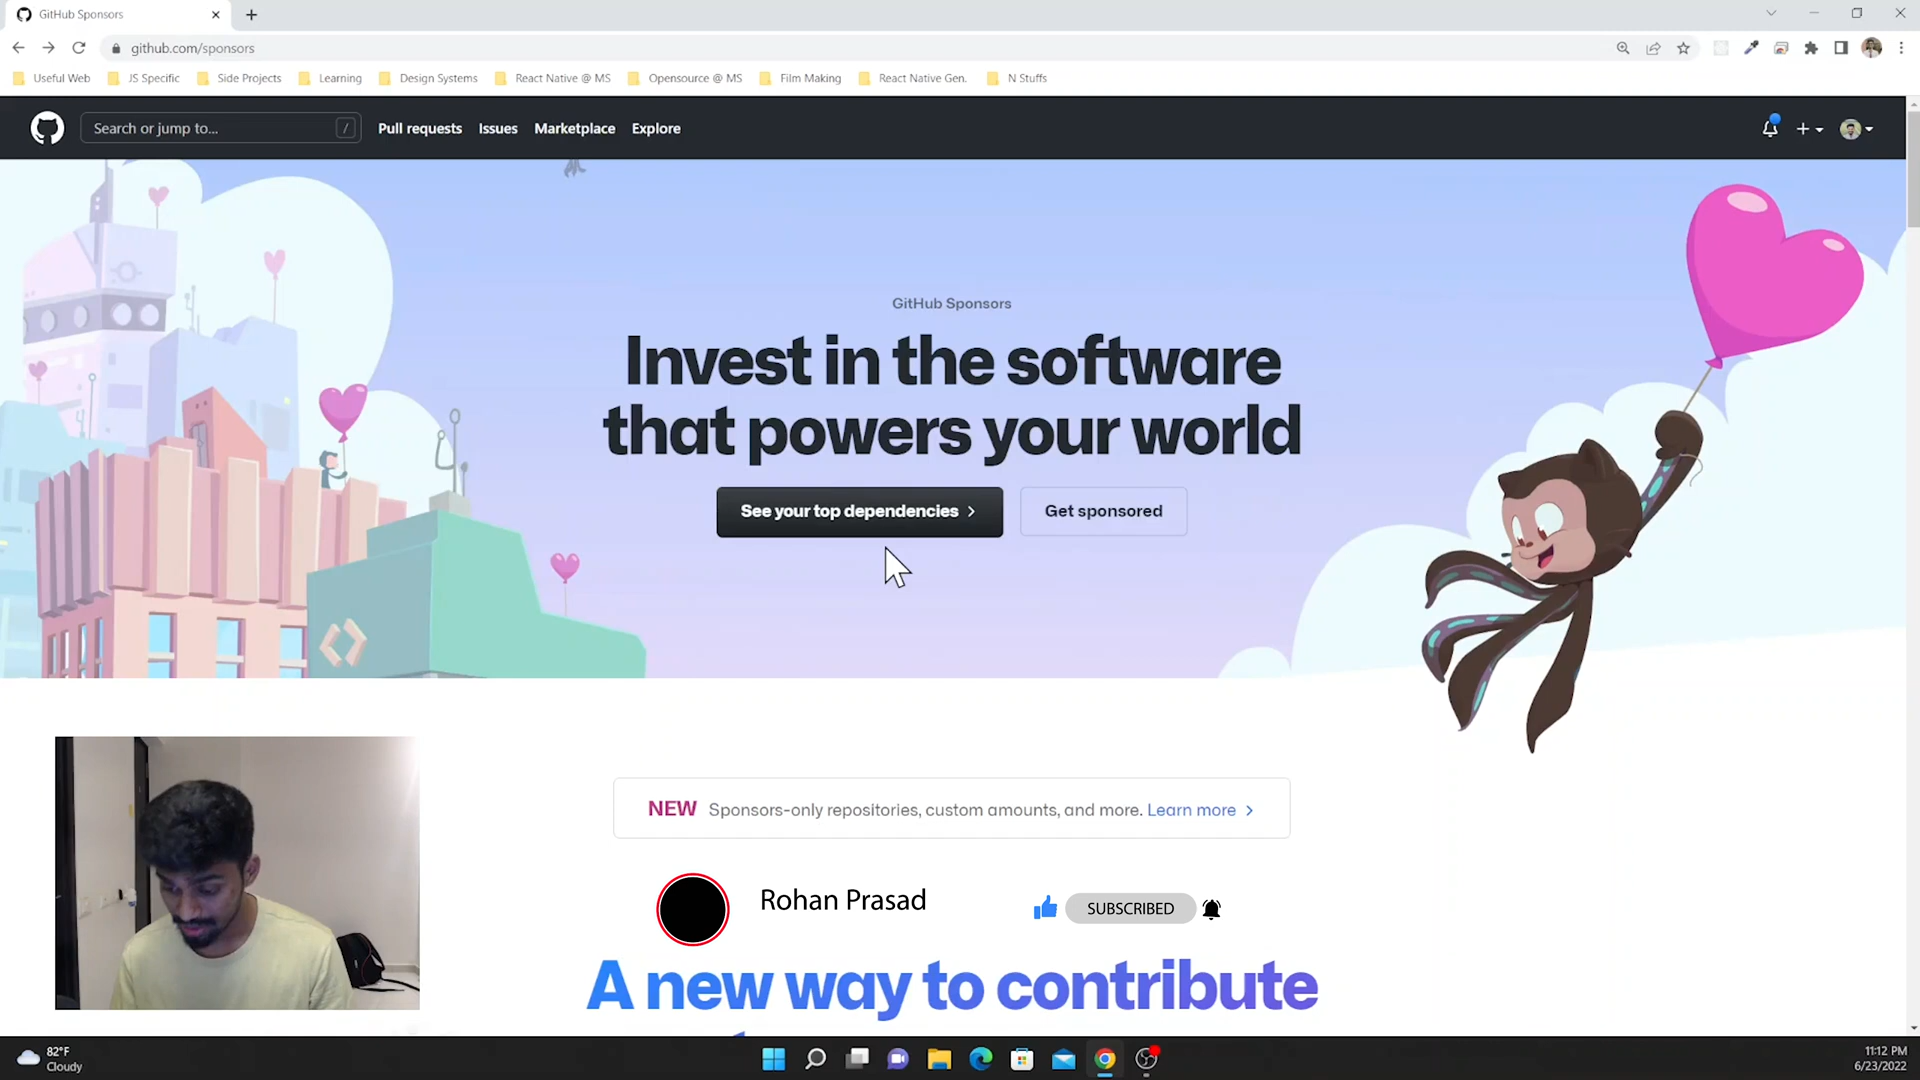 GitHub Sponsors
github.com/sponsors
Useful Web
JS Specific
Side Projects
Learning
Design Systems
React Native @ MS
Opensource @ MS
Film Making
React Native Gen.
N Stuffs
Search or jump to...
/
Pull requests
Issues
Marketplace
Explore
GitHub Sponsors
Invest in the software
that powers your world
See your top dependencies
Get sponsored
NEW Sponsors-only repositories, custom amounts, and more. Learn more
Rohan Prasad
SUBSCRIBED
A new way to contribute
82°F
Cloudy
11:12 PM
6/23/2022